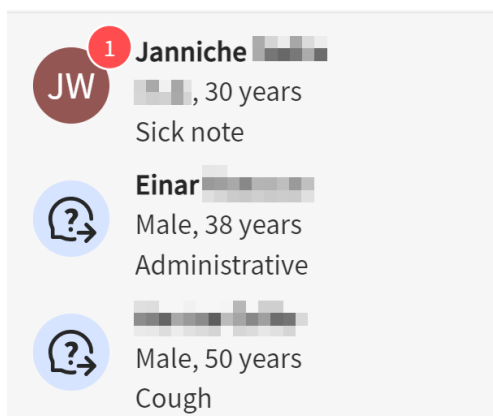 1
JW
Janniche
, 30 years
Sick note
Einar
Male, 38 years
Administrative
Male, 50 years
Cough